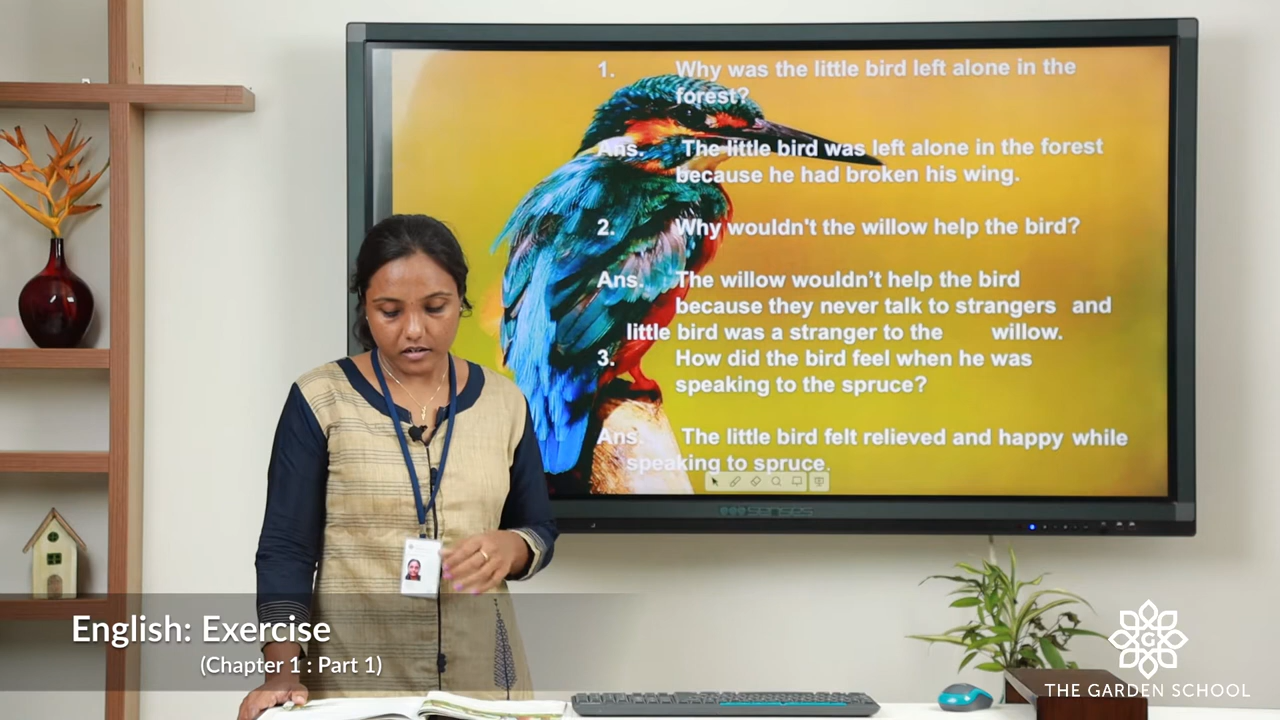 1. Why was the little bird left alone in the
forest?
Ans. The little bird was left alone in the forest
because he had broken his wing.
2. Why wouldn't the willow help the bird?
Ans. The willow wouldn't help the bird
because they never talk to strangers and
little bird was a stranger to the willow.
3. How did the bird feel when he was
speaking to the spruce?
Ans. The little bird felt relieved and happy while
speaking to spruce.
senses
English: Exercise
(Chapter 1 : Part 1)
G
THE GARDEN SCHOOL